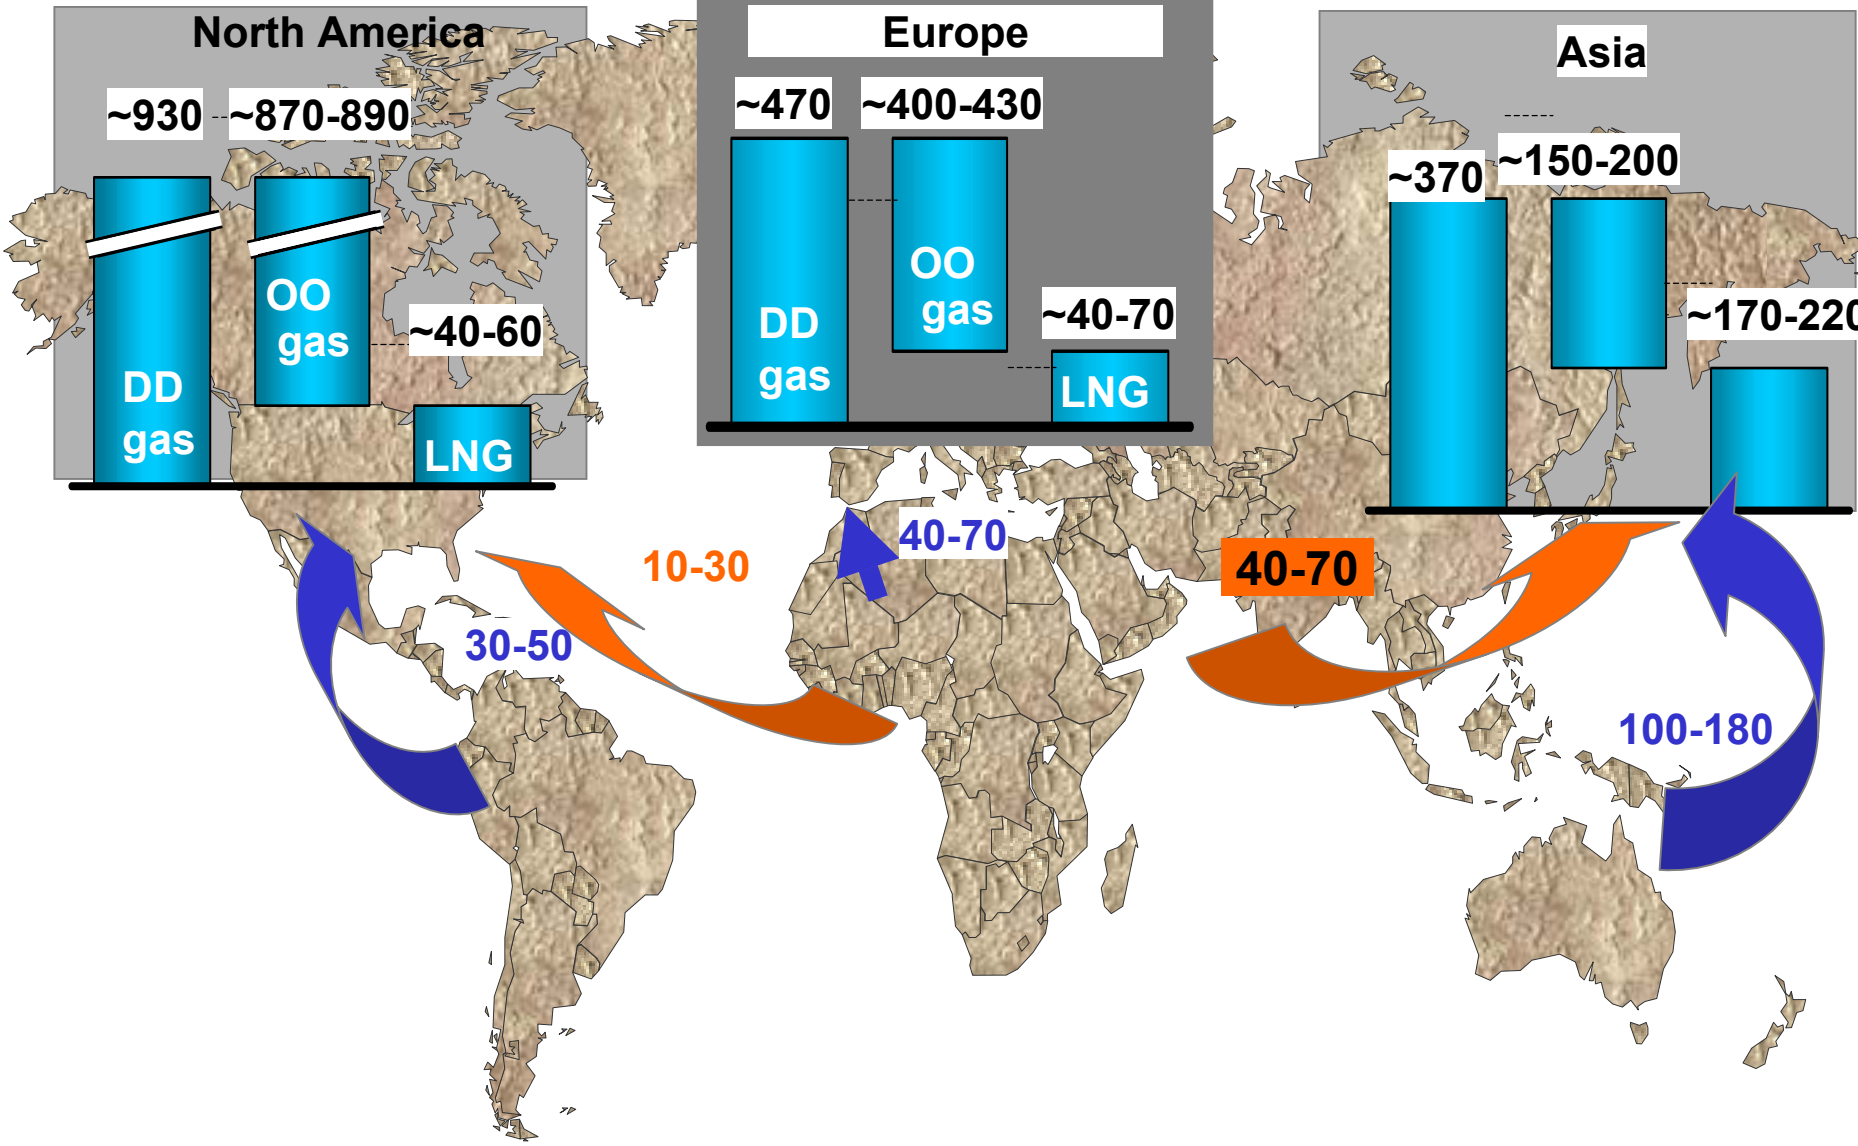 North America
~930
~870-890
OO
gas
~40-60
DD
gas
LNG
Europe
~470
~400-430
OO
gas
DD
gas
~40-70
LNG
Asia
~370
~150-200
~170-220
10-30
30-50
40-70
40-70
100-180